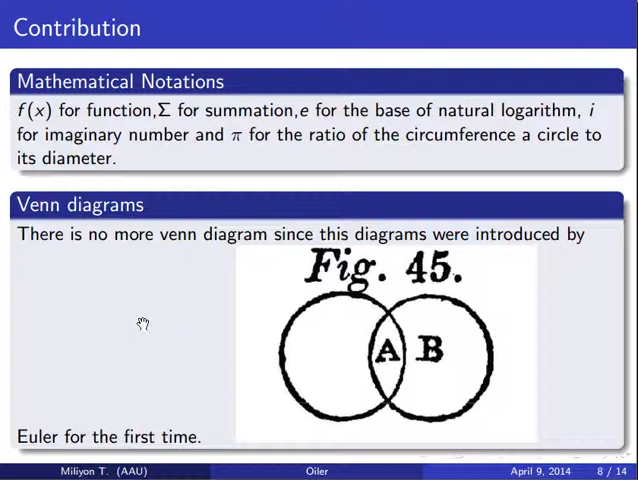 Contribution
Mathematical Notations
f(x) for function,Σ for summation,e for the base of natural logarithm, i
for imaginary number and π for the ratio of the circumference a circle to
its diameter.
Venn diagrams
There is no more venn diagram since this diagrams were introduced by
Fig. 45.
A B
Euler for the first time.
Miliyon T. (AAU) Oiler April 9, 2014 8 / 14